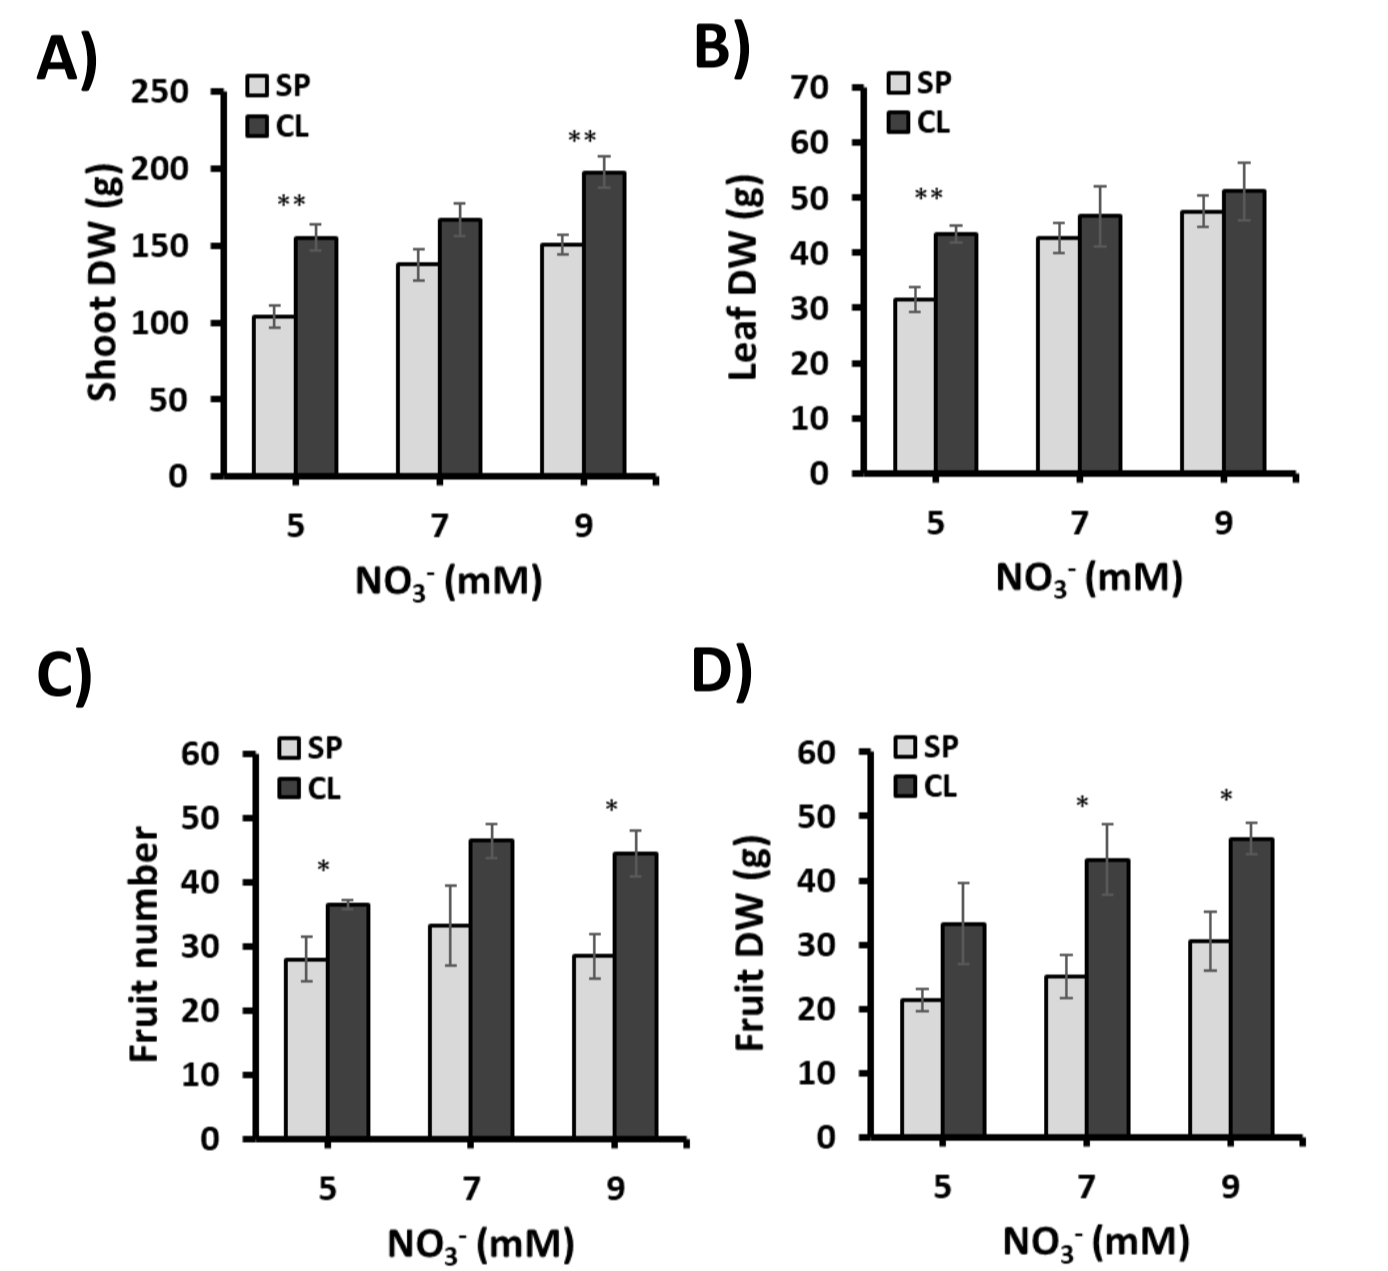 A)
SP
CL
Shoot DW (g)
250
200
150
100
50
0
**
**
5 7 9
NO₃⁻ (mM)
B)
SP
CL
Leaf DW (g)
70
60
50
40
30
20
10
0
**
5 7 9
NO₃⁻ (mM)
C)
SP
CL
Fruit number
60
50
40
30
20
10
0
*
*
5 7 9
NO₃⁻ (mM)
D)
SP
CL
Fruit DW (g)
60
50
40
30
20
10
0
*
*
5 7 9
NO₃⁻ (mM)